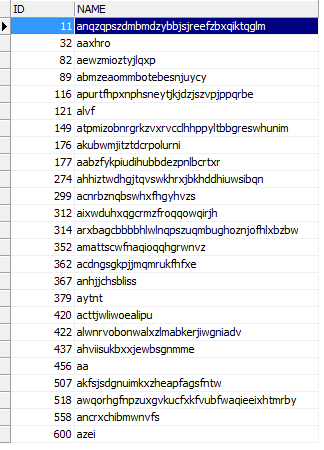 ID NAME
11 anqzqpszdmbmdzybbjsjreefzbxqiktqglm
32 aaxhro
82 aewzmioztyjlqxp
89 abmzeaommbotebesnjuycy
116 apurtfhpxnphsneytjkjdzjszvpjppqrbe
121 alvf
149 atpmizobnrgrkzvxrvcclhhppyltbbgreswhunim
176 akubwmjitztdcrpolurni
177 aabzfykpiudihubbdezpnlbcrtxr
274 ahhiztwdhgjtqvswkhrxjbkhddhiuwsibqn
299 acnrbznqbswhxfhgyhvzs
312 aixwduhxqgcrmzfroqqowqirjh
314 arxbagcbbbbhlwlnqpszuqmbughoznjofhlxbzbw
352 amattscwfnaqioqqhgrwnvz
362 acdngsgkpjjmqmrukfhfxe
367 anhjjchsbliss
379 aytnt
420 acttjwliwoealipu
422 alwnrvobonwalxzlmabkerjiwgniadv
437 ahviisukbxxjewbsgnmme
456 aa
507 akfsjsdgnuimkxzheapfagsfntw
518 awqorhgfnpzuxgvkucfxkfvubfwaqieeixhtmrby
558 ancrxchibmwnvfs
600 azei